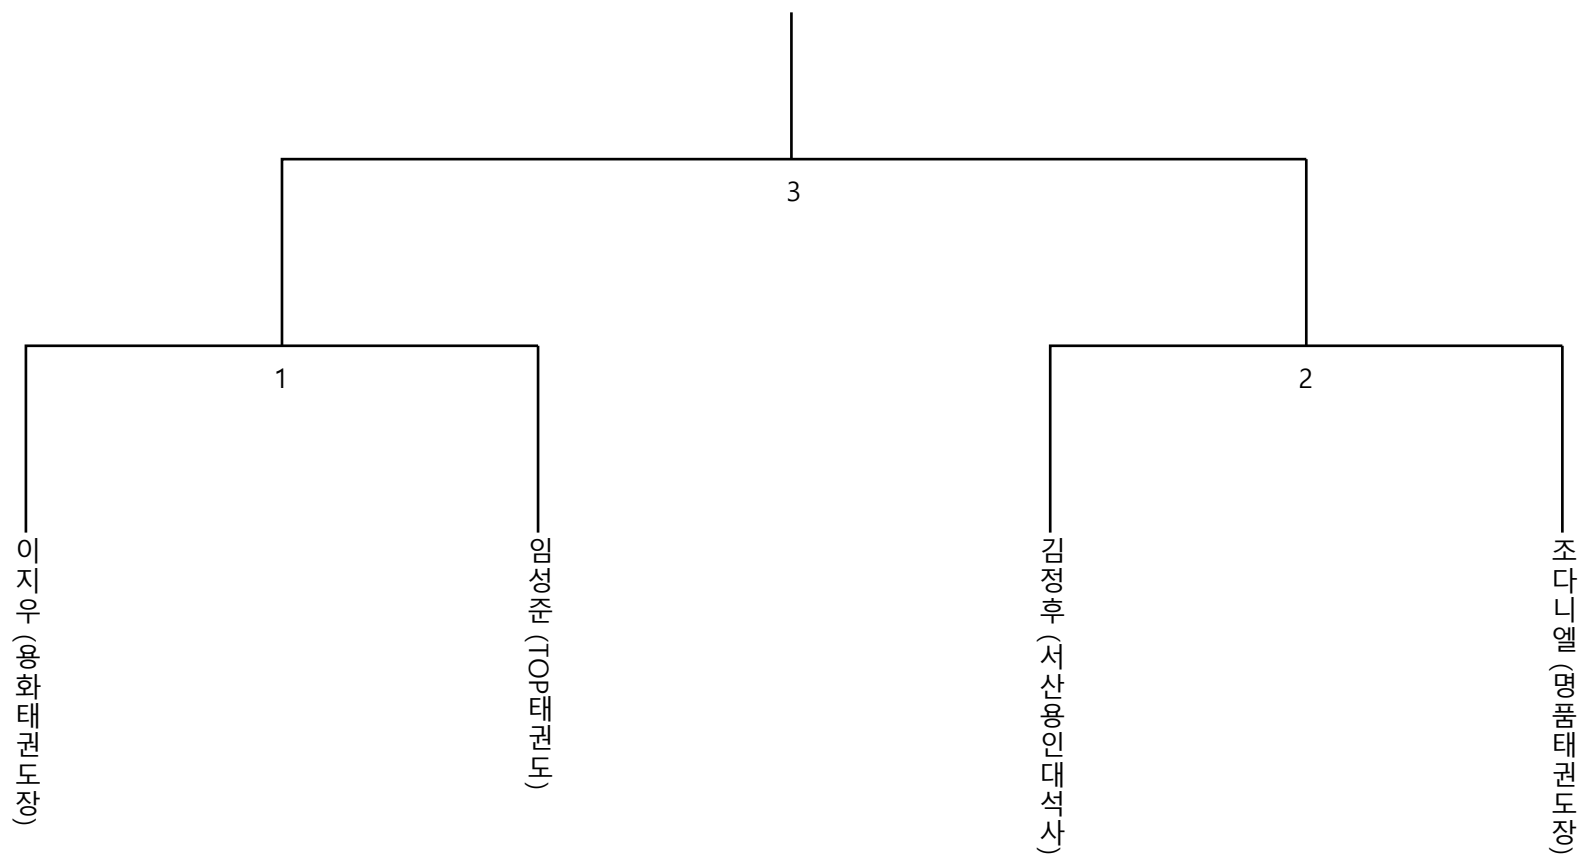 3
1
2
이지우 (용화태권도장)
임성준 (TOP태권도)
김정후 (서산용인대석사)
조다니엘 (명품태권도장)